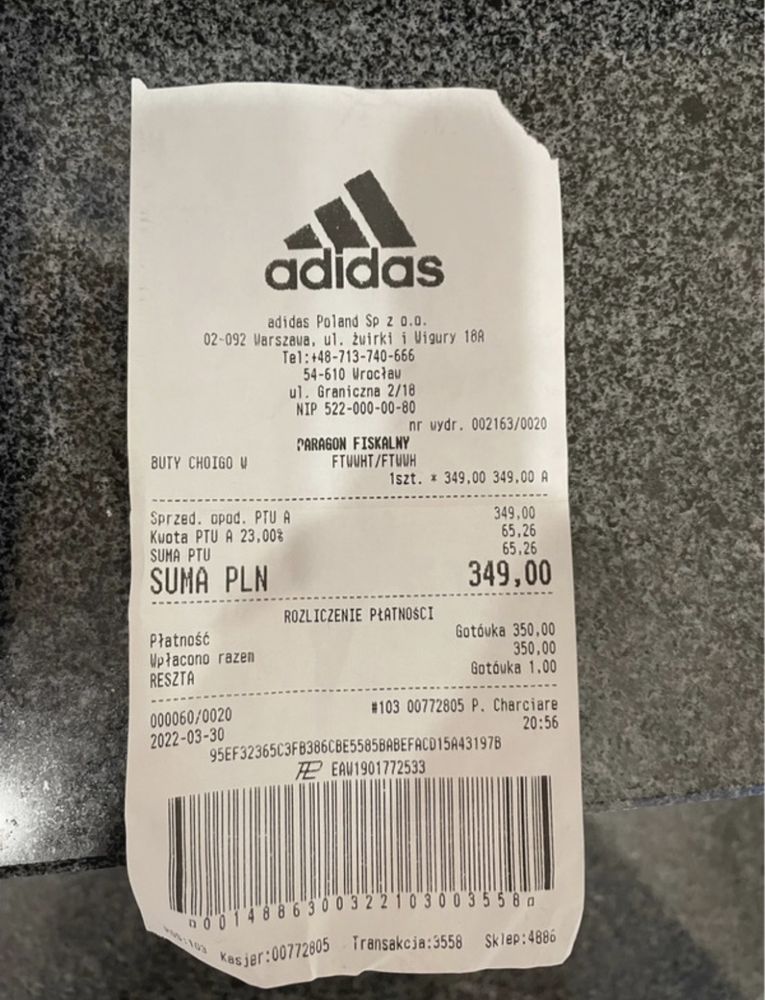 adidas
adidas Poland Sp z o.o.
02-092 Warszawa, ul. żwirki i Wigury 18A
Tel:+48-713-740-666
54-610 Wrocław
ul. Graniczna 2/18
NIP 522-000-00-80
nr wydr. 002163/0020
PARAGON FISKALNY
BUTY CHOIGO W FTWWHT/FTWWH
1szt. * 349,00 349,00 A
Sprzed. opod. PTU A 349,00
Kwota PTU A 23,00% 65,26
SUMA PTU 65,26
SUMA PLN 349,00
ROZLICZENIE PŁATNOŚCI
Płatność Gotówka 350,00
Wpłacono razem 350,00
RESZTA Gotówka 1,00
000060/0020 #103 00772805 P. Charciare
2022-03-30 20:56
95EF32365C3FB386CBE5585BABEFACD15A43197B
EAW1901772533
0014886300322103003558
POS:103 Kasjer:00772805 Transakcja:3558 Sklep:4886